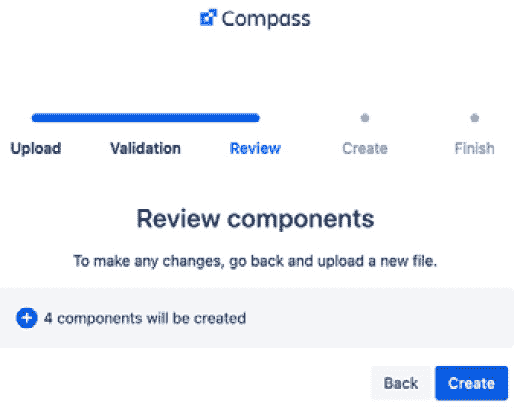 Compass
Upload Validation Review Create Finish
Review components
To make any changes, go back and upload a new file.
4 components will be created
Back Create